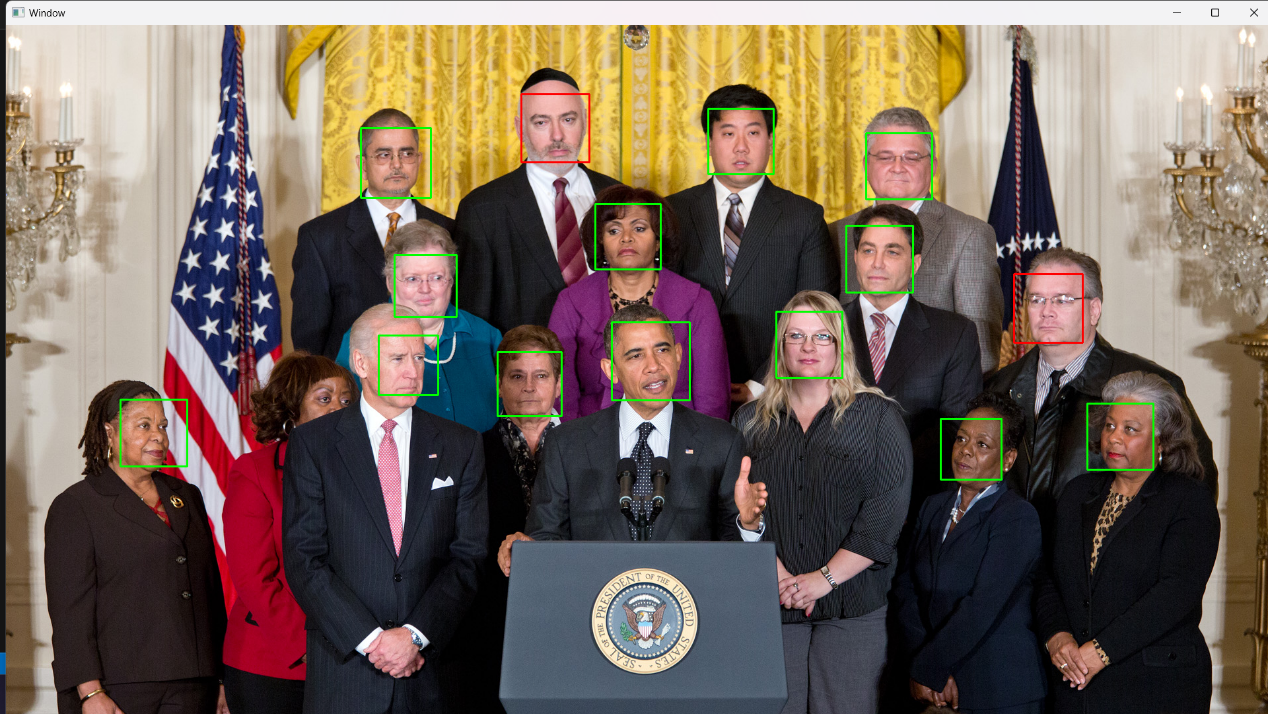 Window
SEAL OF THE PRESIDENT OF THE UNITED STATES